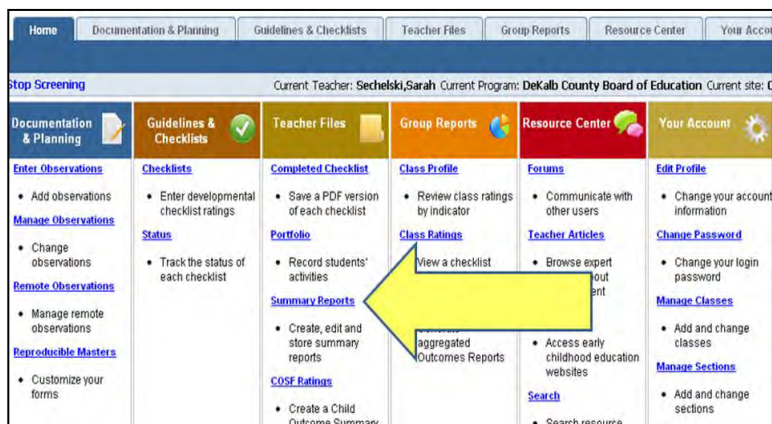 Home
Documentation & Planning
Guidelines & Checklists
Teacher Files
Group Reports
Resource Center
Your Accou
Stop Screening
Current Teacher: Sechelski,Sarah Current Program: DeKalb County Board of Education Current site:
Documentation
& Planning
Enter Observations
• Add observations
Manage Observations
• Change
observations
Remote Observations
• Manage remote
observations
Reproducible Masters
• Customize your
forms
Guidelines &
Checklists
Checklists
• Enter developmental
checklist ratings
Status
• Track the status of
each checklist
Teacher Files
Completed Checklist
• Save a PDF version
of each checklist
Portfolio
• Record students'
activities
Summary Reports
• Create, edit and
store summary
reports
COSF Ratings
• Create a Child
Outcome Summary
Group Reports
Class Profile
• Review class ratings
by indicator
Class Ratings
View a checklist
aggregated
Outcomes Reports
Resource Center
Forums
• Communicate with
other users
Teacher Articles
• Browse expert
• Access early
childhood education
websites
Search
• Search resource
Your Account
Edit Profile
• Change your account
information
Change Password
• Change your login
password
Manage Classes
• Add and change
classes
Manage Sections
• Add and change
sections